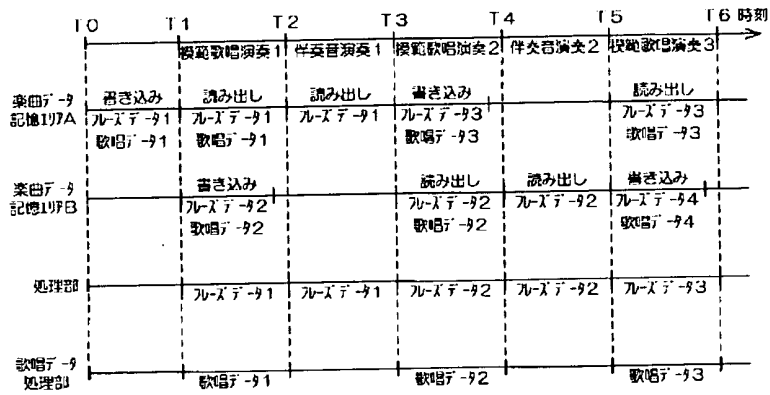 T0 T1 T2 T3 T4 T5 T6 時刻
模範歌唱演奏1 伴奏音演奏1 模範歌唱演奏2 伴奏音演奏2 模範歌唱演奏3
楽曲データ 書き込み 読み出し 読み出し 書き込み 読み出し
記憶エリアA フレーズデータ1 フレーズデータ1 フレーズデータ1 フレーズデータ3 フレーズデータ3
歌唱データ1 歌唱データ1 歌唱データ3 歌唱データ3
楽曲データ 書き込み 読み出し 読み出し 書き込み
記憶エリアB フレーズデータ2 フレーズデータ2 フレーズデータ2 フレーズデータ4
歌唱データ2 歌唱データ2 歌唱データ4
処理部 フレーズデータ1 フレーズデータ1 フレーズデータ2 フレーズデータ2 フレーズデータ3
歌唱データ
処理部 歌唱データ1 歌唱データ2 歌唱データ3